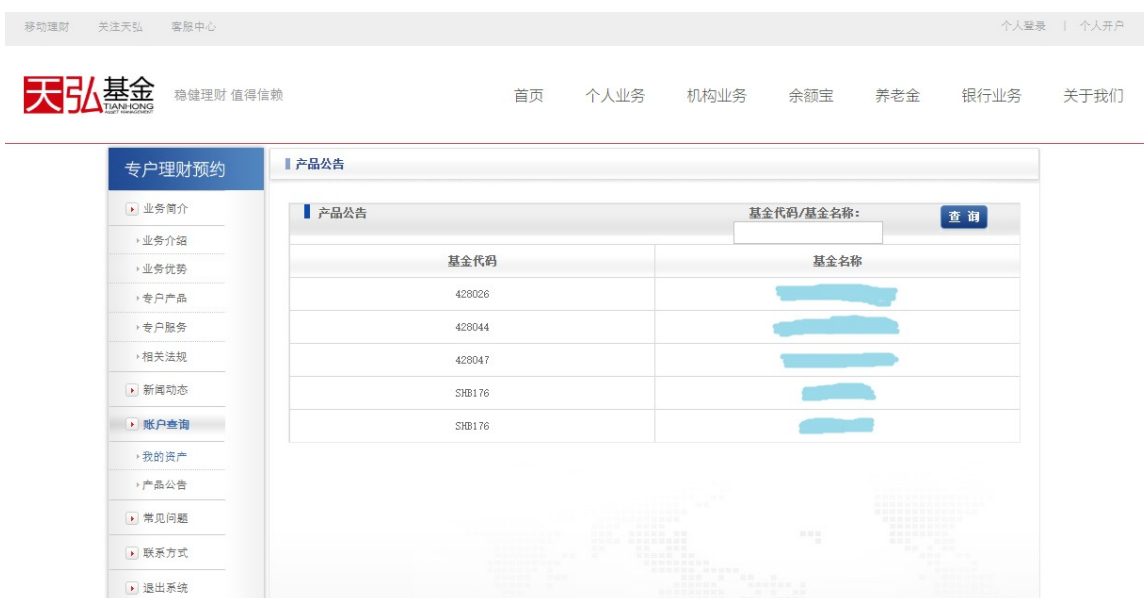 移动理财 关注天弘 客服中心 个人登录 | 个人开户
天弘基金 TIANHONG ASSET MANAGEMENT 稳健理财 值得信赖 首页 个人业务 机构业务 余额宝 养老金 银行业务 关于我们
专户理财预约
业务简介
业务介绍
业务优势
专户产品
专户服务
相关法规
新闻动态
账户查询
我的资产
产品公告
常见问题
联系方式
退出系统
产品公告
产品公告 基金代码/基金名称: 查 询
基金代码 基金名称
428026
428044
428047
SHB176
SHB176